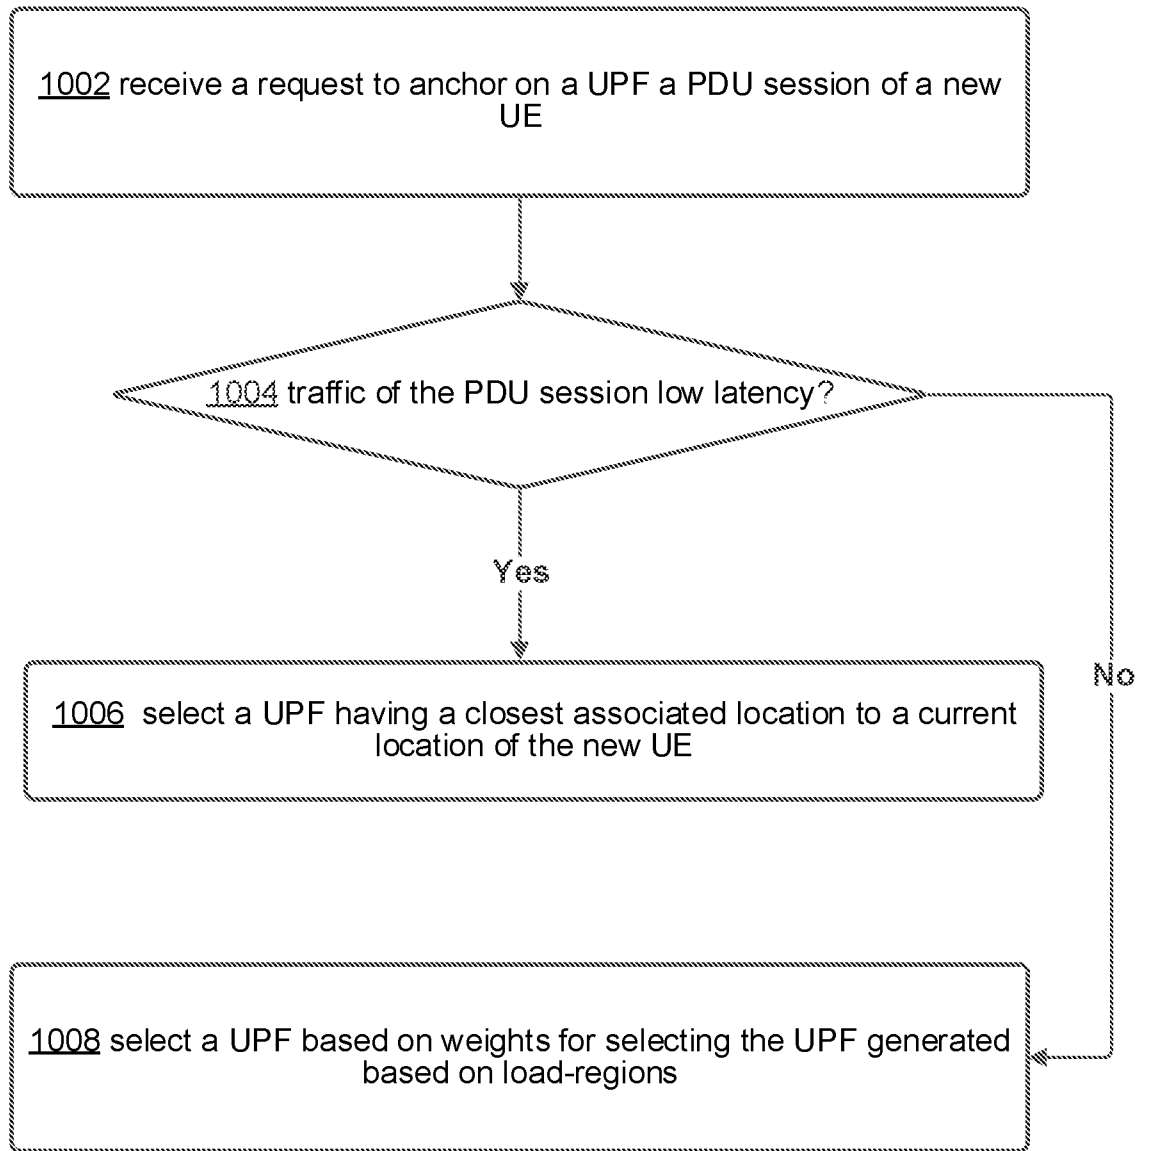 1002 receive a request to anchor on a UPF a PDU session of a new
UE
1004 traffic of the PDU session low latency?
Yes
No
1006 select a UPF having a closest associated location to a current
location of the new UE
1008 select a UPF based on weights for selecting the UPF generated
based on load-regions